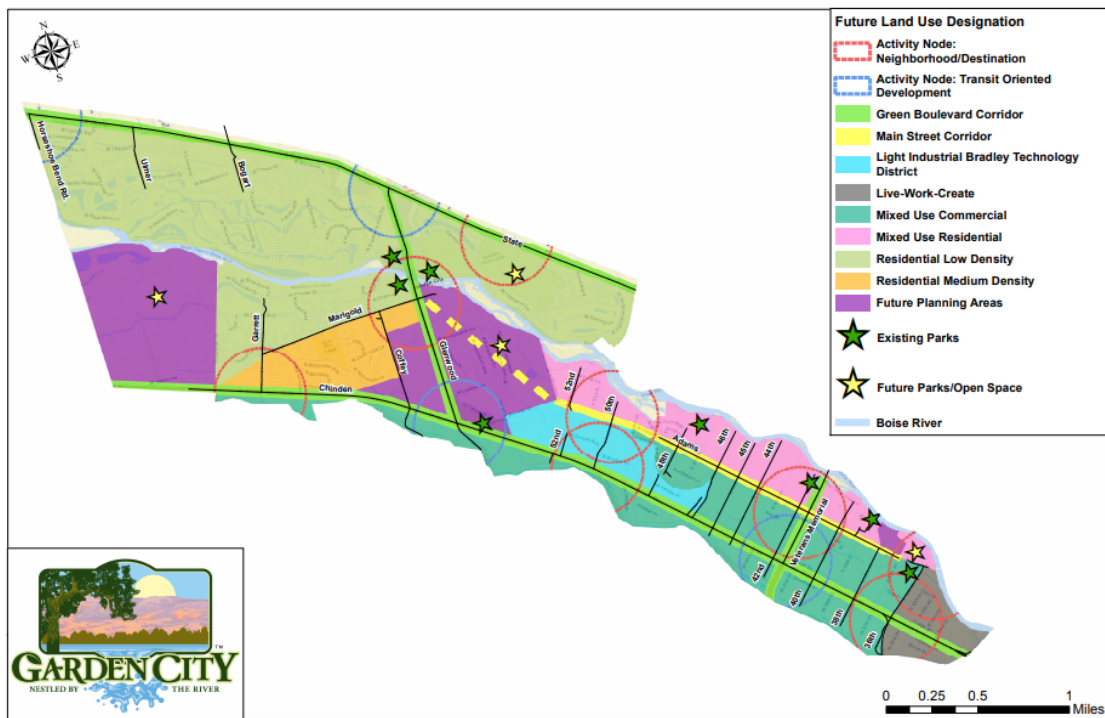 N
E
S
W
Future Land Use Designation
Activity Node:
Neighborhood/Destination
Activity Node: Transit Oriented
Development
Green Boulevard Corridor
Main Street Corridor
Light Industrial Bradley Technology
District
Live-Work-Create
Mixed Use Commercial
Mixed Use Residential
Residential Low Density
Residential Medium Density
Future Planning Areas
Existing Parks
Future Parks/Open Space
Boise River
Horseshoe Bend Rd.
Ulmer
Bogart
State
Garrett
Marigold
Coffey
Glenwood
Chinden
52nd
50th
52nd
48th
Adams
46th
45th
44th
Veterans Memorial
42nd
40th
38th
36th
GARDEN CITY
TM
NESTLED BY THE RIVER
0 0.25 0.5 1
Miles